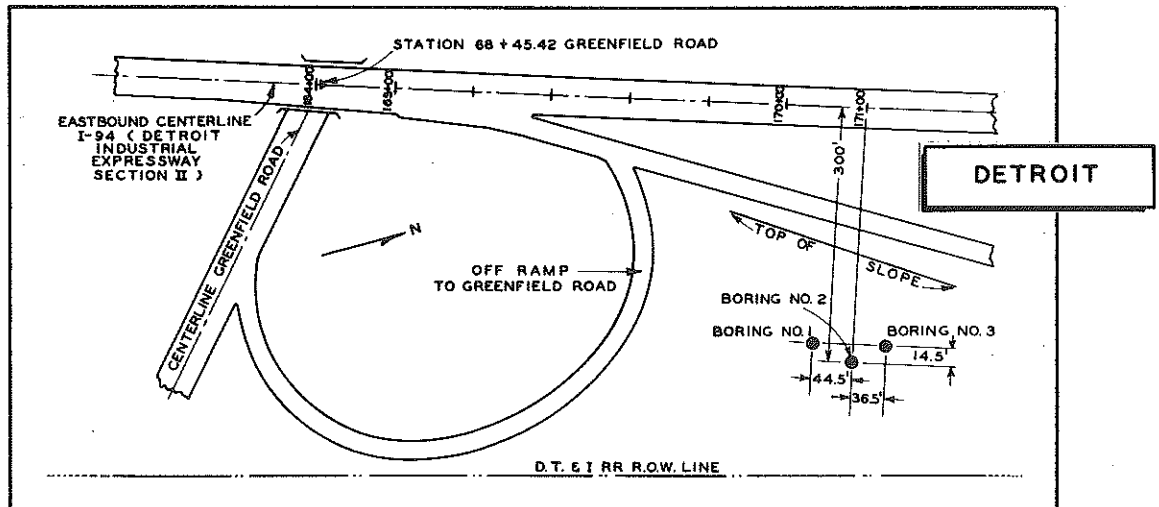 STATION 68 + 45.42 GREENFIELD ROAD
164+00
165+00
170+00
171+00
EASTBOUND CENTERLINE
I-94 ( DETROIT
INDUSTRIAL
EXPRESSWAY
SECTION II )
300'
DETROIT
CENTERLINE GREENFIELD ROAD
N
TOP OF
SLOPE
OFF RAMP
TO GREENFIELD ROAD
BORING NO. 2
BORING NO. 1
BORING NO. 3
14.5'
44.5'
36.5'
D.T. & I RR R.O.W. LINE